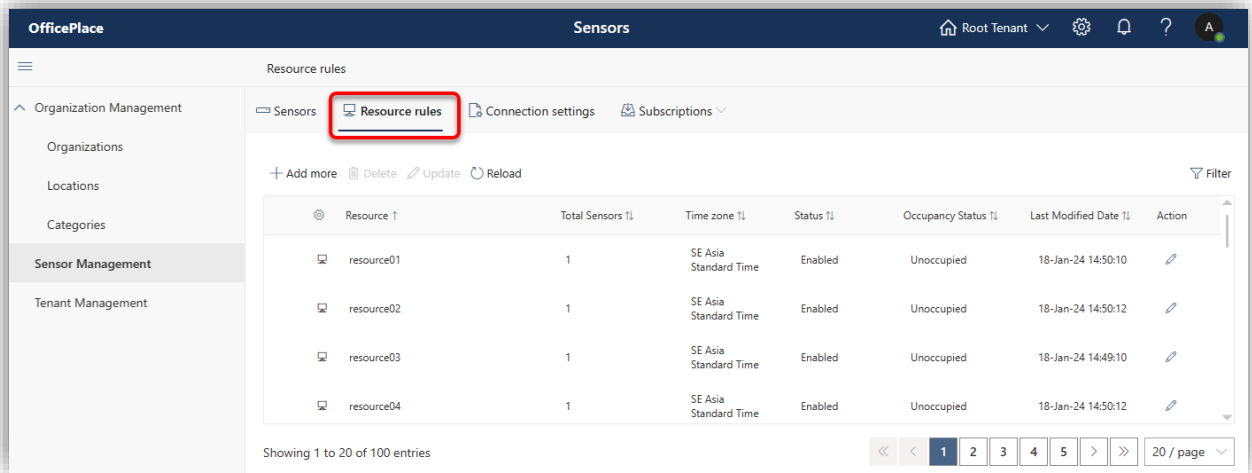 OfficePlace Sensors Root Tenant A
Resource rules
Organization Management
Organizations
Locations
Categories
Sensor Management
Tenant Management
Sensors Resource rules Connection settings Subscriptions
Add more Delete Update Reload Filter
Resource Total Sensors Time zone Status Occupancy Status Last Modified Date Action
resource01 1 SE Asia Standard Time Enabled Unoccupied 18-Jan-24 14:50:10
resource02 1 SE Asia Standard Time Enabled Unoccupied 18-Jan-24 14:50:12
resource03 1 SE Asia Standard Time Enabled Unoccupied 18-Jan-24 14:49:10
resource04 1 SE Asia Standard Time Enabled Unoccupied 18-Jan-24 14:50:12
Showing 1 to 20 of 100 entries « < 1 2 3 4 5 > » 20 / page